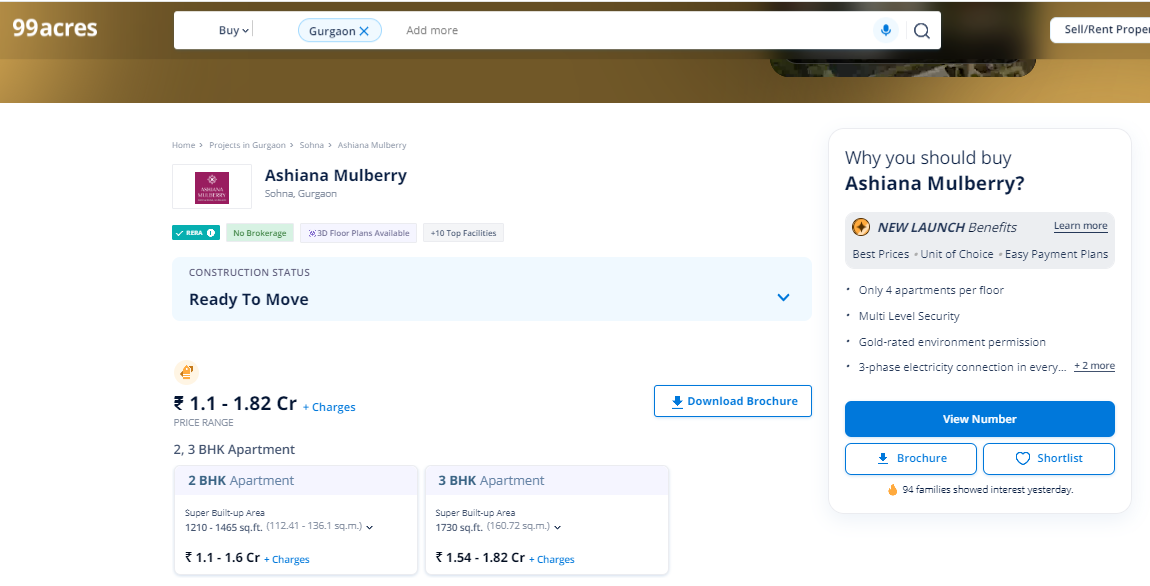 99acres
Buy
Gurgaon
Add more
Sell/Rent Proper
Home > Projects in Gurgaon > Sohna > Ashiana Mulberry
ASHIANA
MULBERRY
Ashiana Mulberry
Sohna, Gurgaon
RERA
No Brokerage
3D Floor Plans Available
+10 Top Facilities
CONSTRUCTION STATUS
Ready To Move
₹ 1.1 - 1.82 Cr + Charges
PRICE RANGE
Download Brochure
2, 3 BHK Apartment
2 BHK Apartment
Super Built-up Area
1210 - 1465 sq.ft. (112.41 - 136.1 sq.m.)
₹ 1.1 - 1.6 Cr + Charges
3 BHK Apartment
Super Built-up Area
1730 sq.ft. (160.72 sq.m.)
₹ 1.54 - 1.82 Cr + Charges
Why you should buy
Ashiana Mulberry?
NEW LAUNCH Benefits
Learn more
Best Prices • Unit of Choice • Easy Payment Plans
• Only 4 apartments per floor
• Multi Level Security
• Gold-rated environment permission
• 3-phase electricity connection in every... + 2 more
View Number
Brochure
Shortlist
94 families showed interest yesterday.